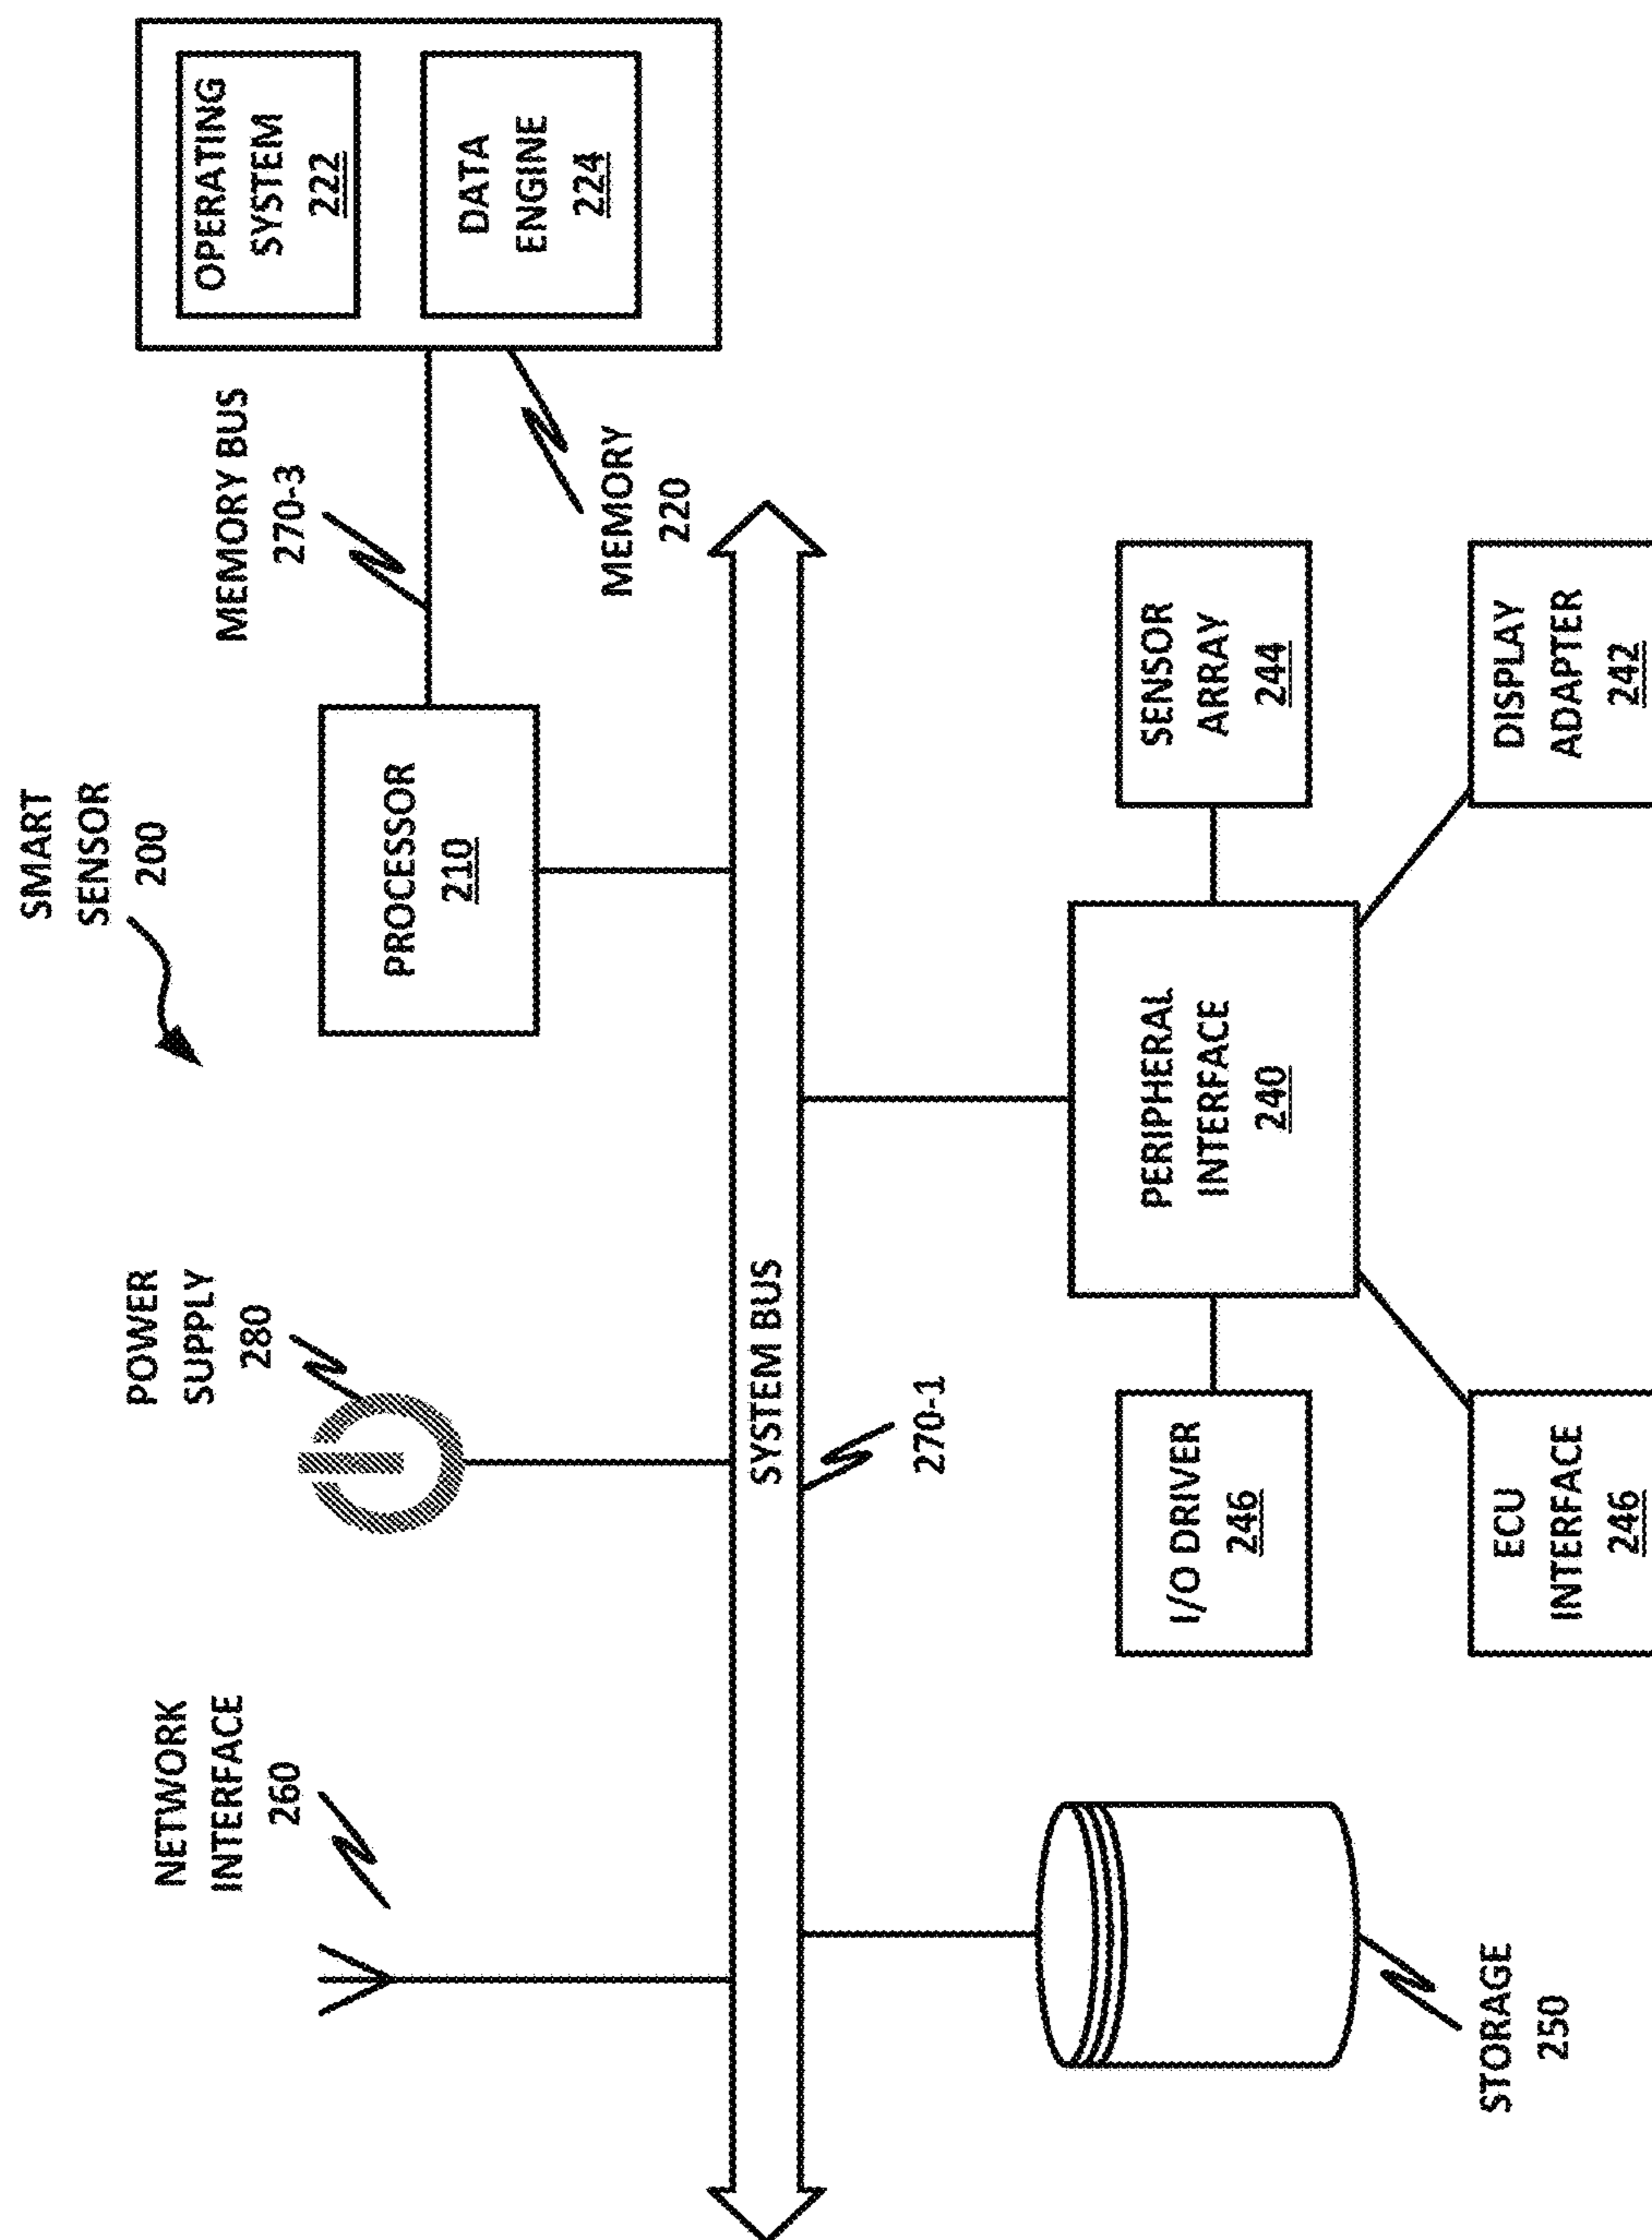 SMART
SENSOR
200
NETWORK
INTERFACE
260
POWER
SUPPLY
280
PROCESSOR
210
MEMORY BUS
270-3
OPERATING
SYSTEM
222
DATA
ENGINE
224
MEMORY
220
SYSTEM BUS
270-1
STORAGE
250
I/O DRIVER
246
PERIPHERAL
INTERFACE
240
SENSOR
ARRAY
244
ECU
INTERFACE
246
DISPLAY
ADAPTER
242